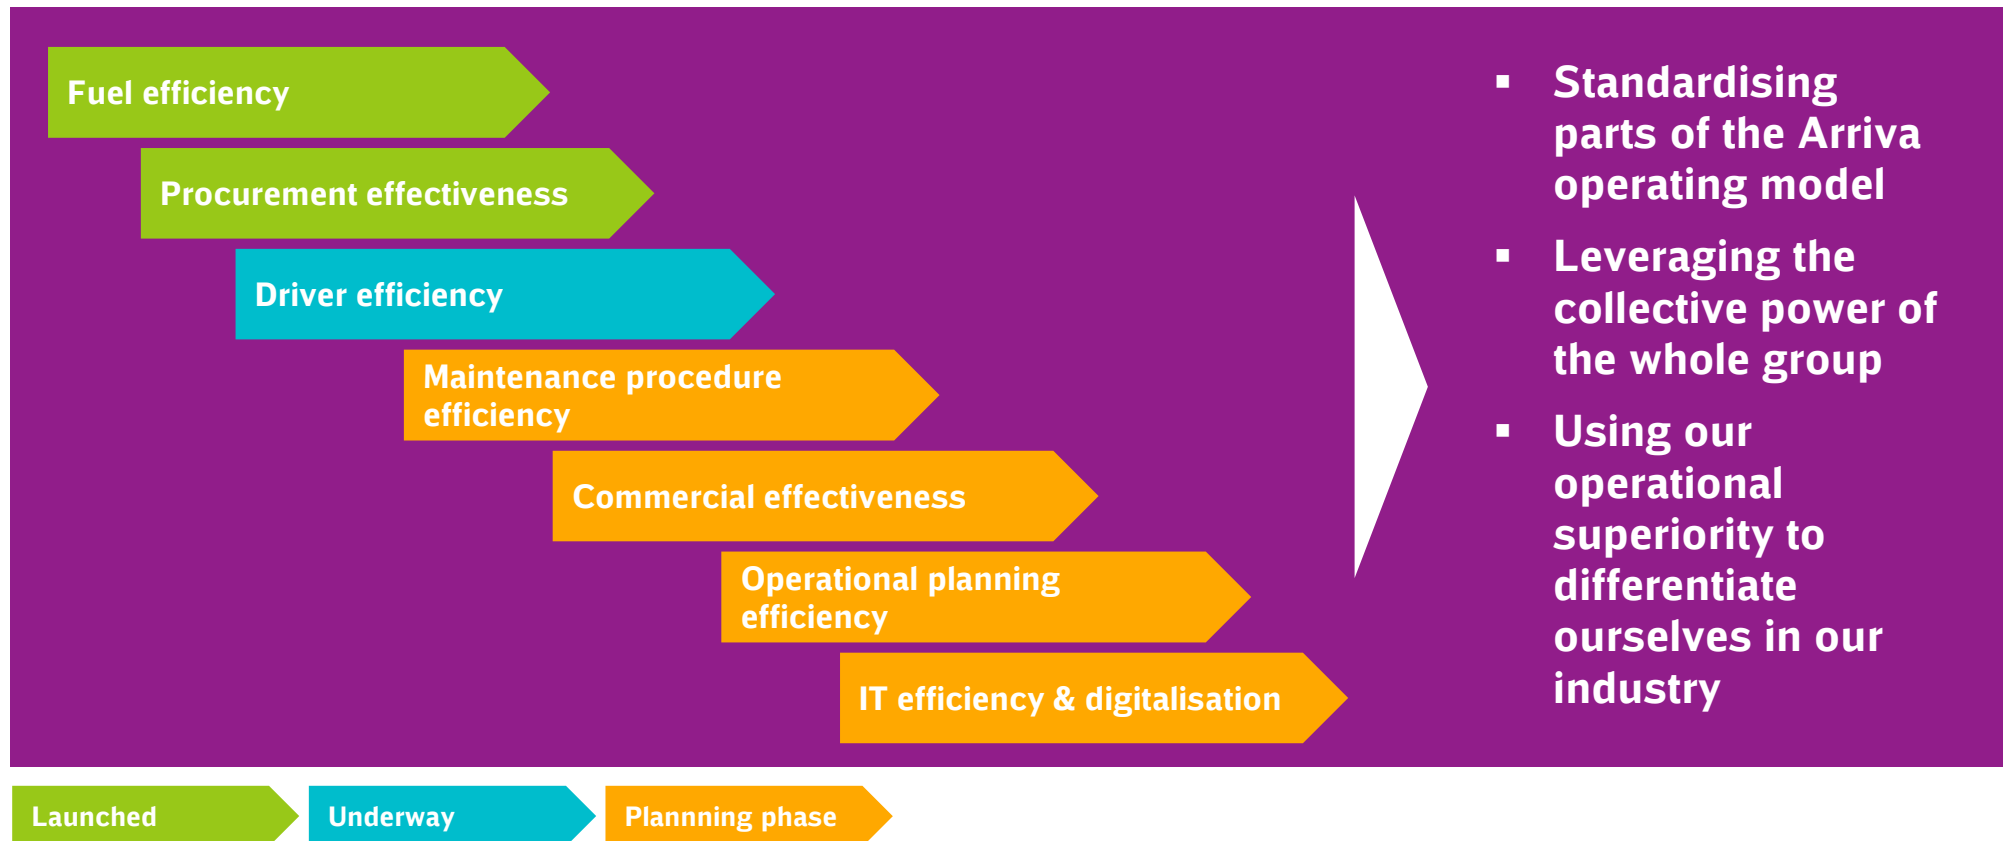 Fuel efficiency
Procurement effectiveness
Driver efficiency
Maintenance procedure
efficiency
Commercial effectiveness
Operational planning
efficiency
IT efficiency & digitalisation
▪ Standardising
parts of the Arriva
operating model
▪ Leveraging the
collective power of
the whole group
▪ Using our
operational
superiority to
differentiate
ourselves in our
industry
Launched
Underway
Plannning phase